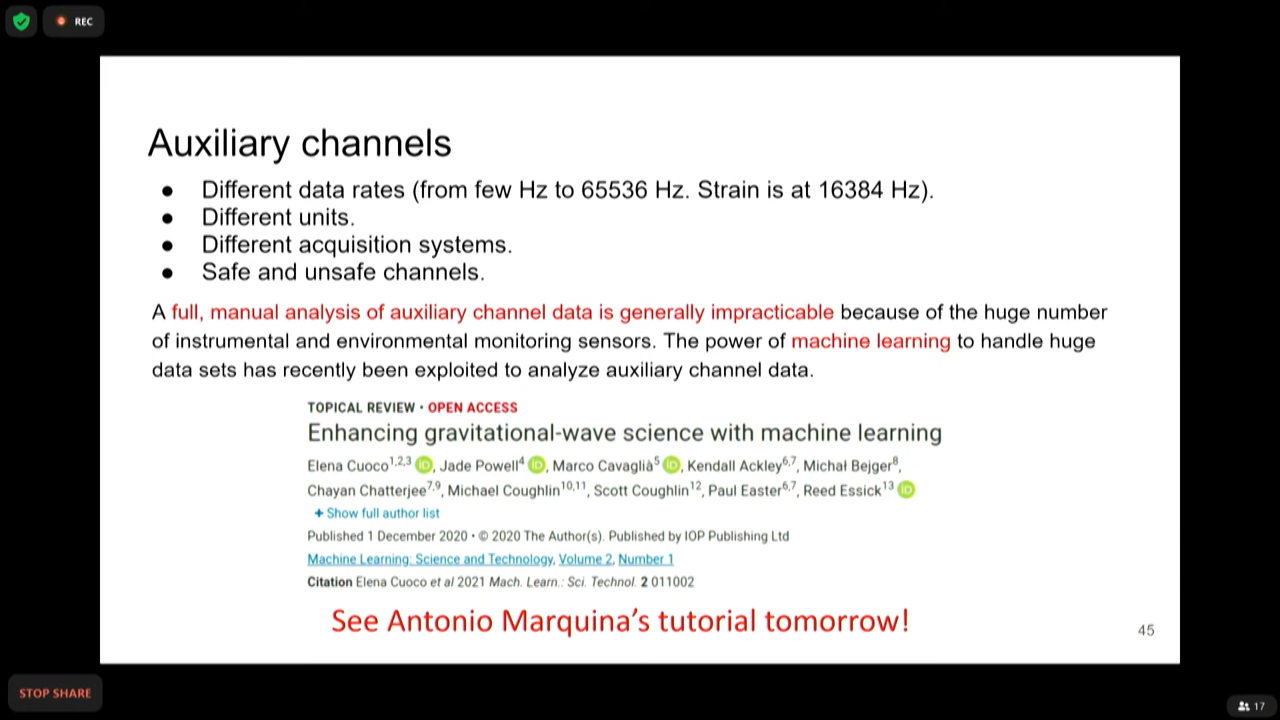 REC
Auxiliary channels
● Different data rates (from few Hz to 65536 Hz. Strain is at 16384 Hz).
● Different units.
● Different acquisition systems.
● Safe and unsafe channels.
A full, manual analysis of auxiliary channel data is generally impracticable because of the huge number
of instrumental and environmental monitoring sensors. The power of machine learning to handle huge
data sets has recently been exploited to analyze auxiliary channel data.
TOPICAL REVIEW • OPEN ACCESS
Enhancing gravitational-wave science with machine learning
Elena Cuoco1,2,3 iD, Jade Powell4 iD, Marco Cavaglià5 iD, Kendall Ackley6,7, Michał Bejger8,
Chayan Chatterjee7,9, Michael Coughlin10,11, Scott Coughlin12, Paul Easter6,7, Reed Essick13 iD
+ Show full author list
Published 1 December 2020 • © 2020 The Author(s). Published by IOP Publishing Ltd
Machine Learning: Science and Technology, Volume 2, Number 1
Citation Elena Cuoco et al 2021 Mach. Learn.: Sci. Technol. 2 011002
See Antonio Marquina’s tutorial tomorrow!
45
STOP SHARE
17